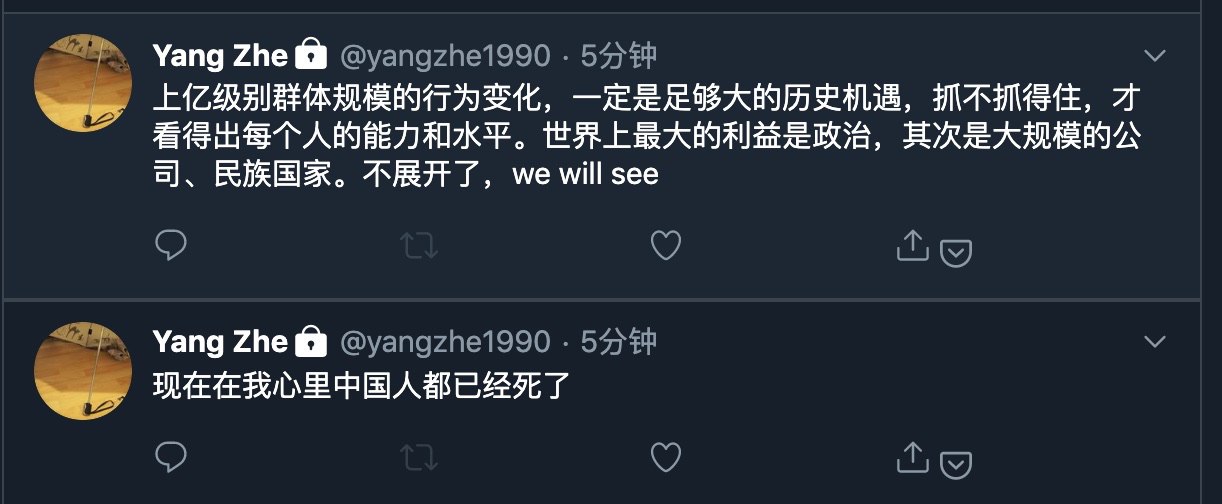 Yang Zhe @yangzhe1990 · 5分钟
上亿级别群体规模的行为变化，一定是足够大的历史机遇，抓不抓得住，才
看得出每个人的能力和水平。世界上最大的利益是政治，其次是大规模的公
司、民族国家。不展开了，we will see
Yang Zhe @yangzhe1990 · 5分钟
现在在我心里中国人都已经死了